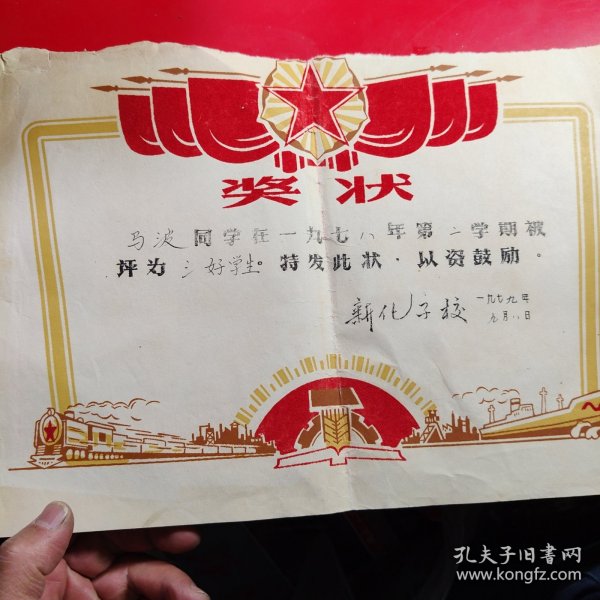 奖状
马波同学在一九七八年第二学期被
评为三好学生。特发此状·以资鼓励。
新化学校
一九七九年
九月八日
孔夫子旧书网
www.kongfz.com